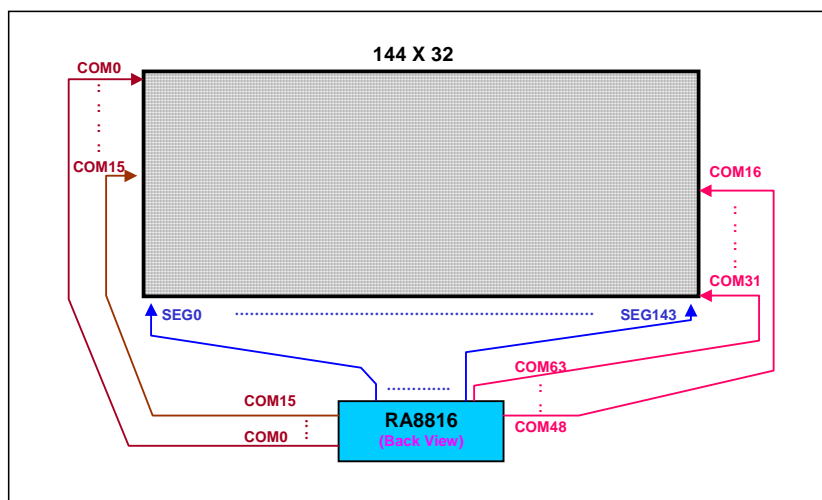 144 X 32
COM0
COM15
COM16
COM31
SEG0
SEG143
COM63
COM15
RA8816
(Back View)
COM48
COM0